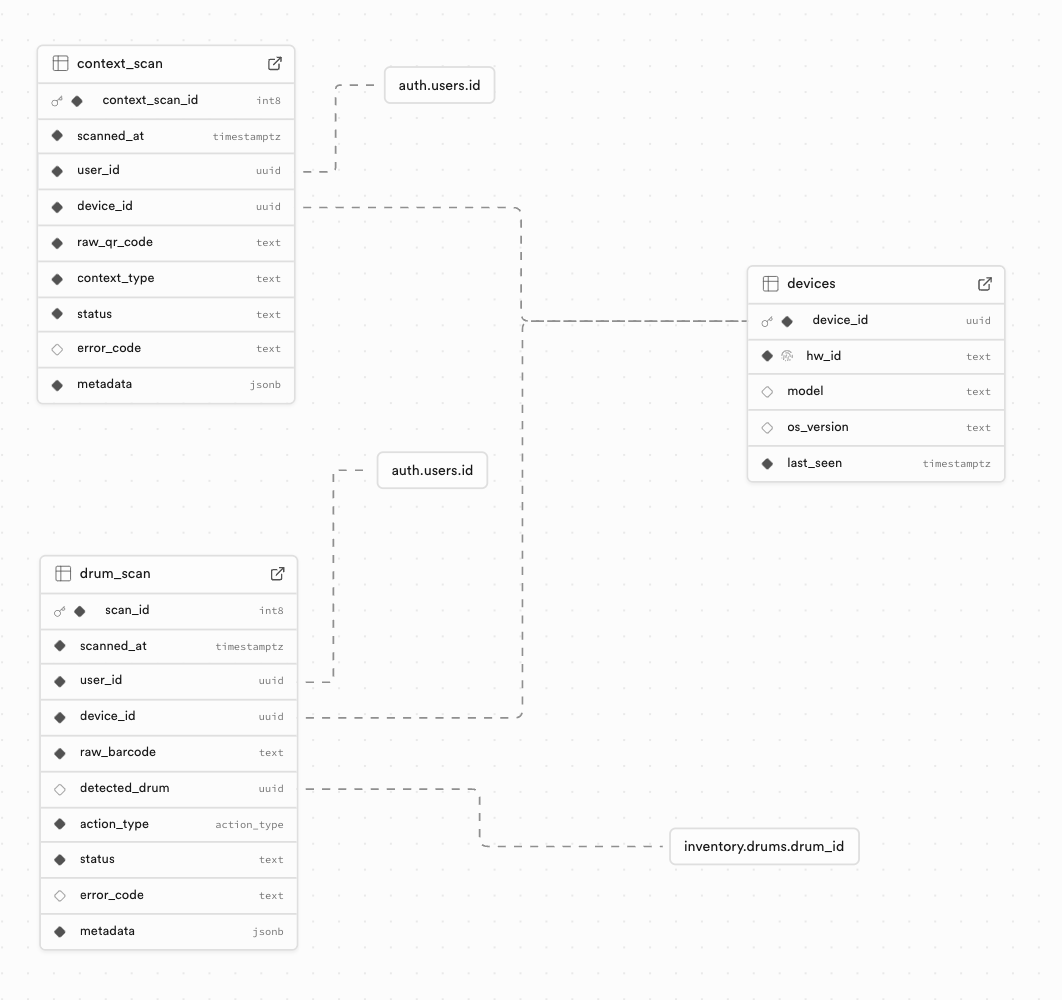 context_scan
context_scan_id int8
scanned_at timestamptz
user_id uuid
device_id uuid
raw_qr_code text
context_type text
status text
error_code text
metadata jsonb
auth.users.id
devices
device_id uuid
hw_id text
model text
os_version text
last_seen timestamptz
auth.users.id
drum_scan
scan_id int8
scanned_at timestamptz
user_id uuid
device_id uuid
raw_barcode text
detected_drum uuid
action_type action_type
status text
error_code text
metadata jsonb
inventory.drums.drum_id